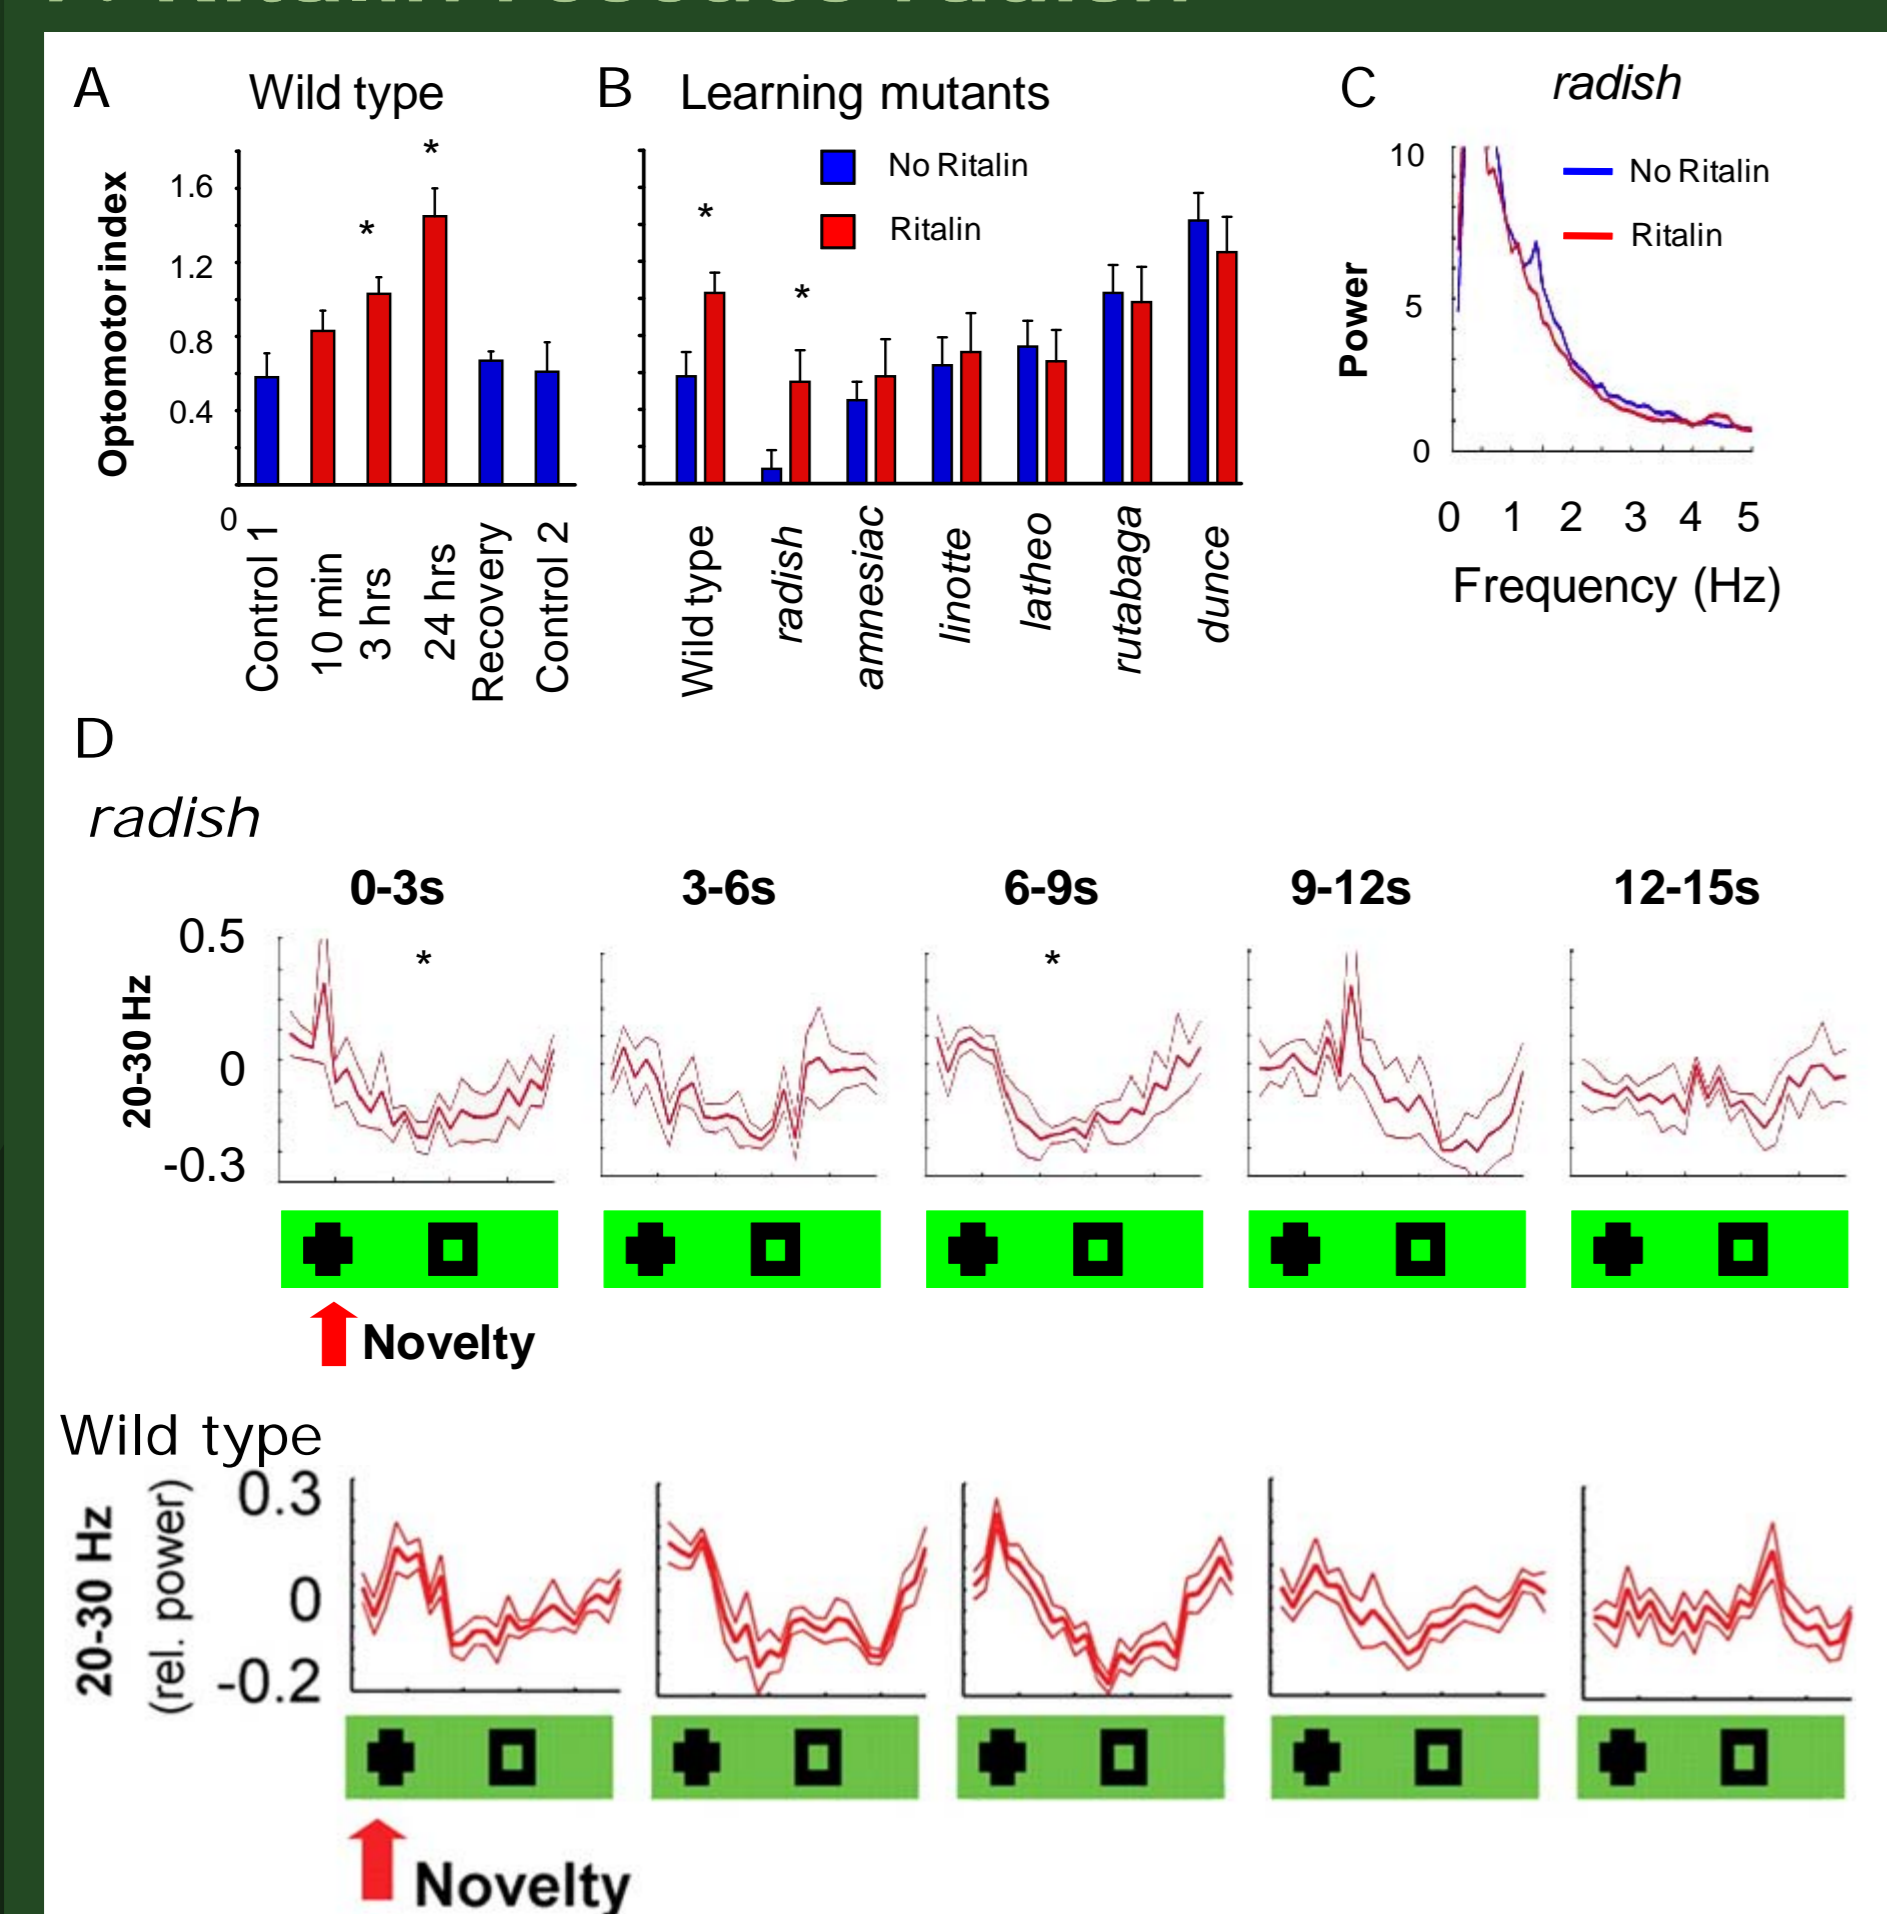 A
Wild type
B
Learning mutants
C
radish
*
*
Optomotor index
1.6
1.2
0.8
0.4
0
Control 1
10 min
3 hrs
24 hrs
Recovery
Control 2
No Ritalin
Ritalin
*
*
Wild type
radish
amnesiac
linotte
latheo
rutabaga
dunce
No Ritalin
Ritalin
Power
10
5
0
0 1 2 3 4 5
Frequency (Hz)
D
radish
0-3s 3-6s 6-9s 9-12s 12-15s
20-30 Hz
0.5
0
-0.3
*
*
Novelty
Wild type
20-30 Hz
(rel. power)
0.3
0
-0.2
Novelty